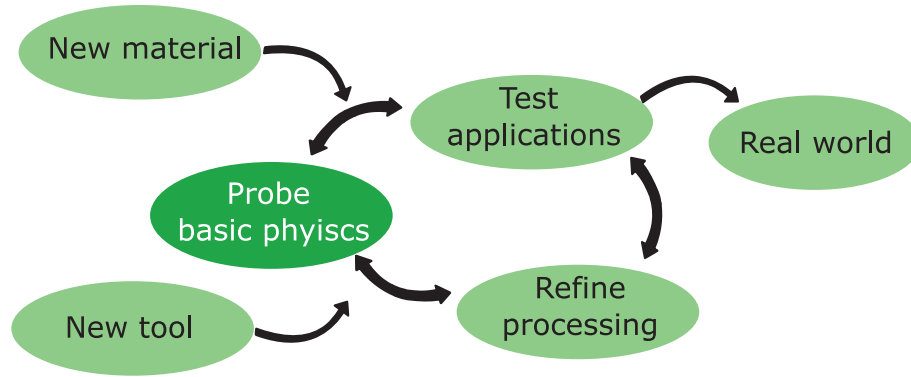 New material
Test
applications
Real world
Probe
basic phyiscs
Refine
processing
New tool